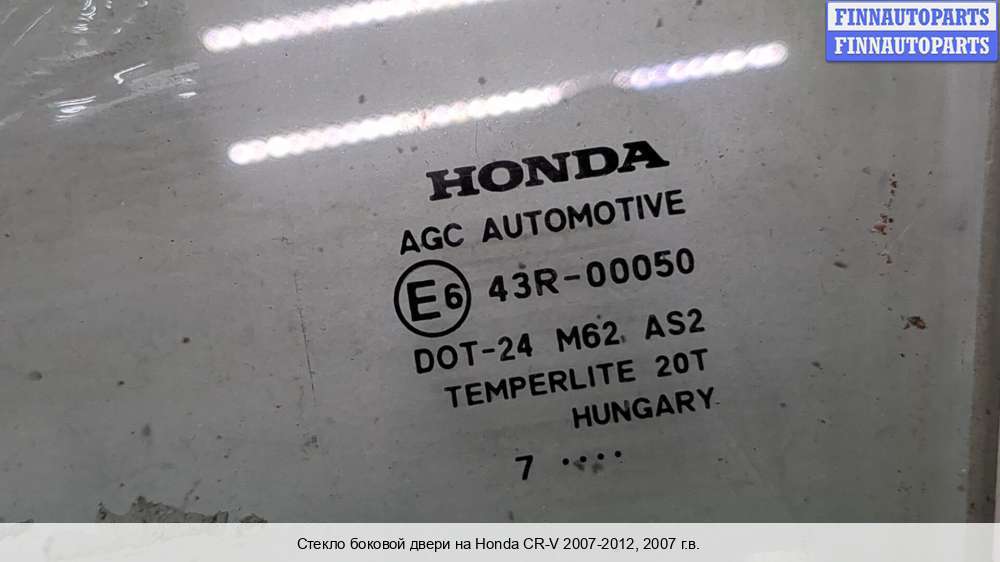 FINNAUTOPARTS
FINNAUTOPARTS
HONDA
AGC AUTOMOTIVE
E6 43R-00050
DOT-24 M62 AS2
TEMPERLITE 20T
HUNGARY
7 ....
Стекло боковой двери на Honda CR-V 2007-2012, 2007 г.в.